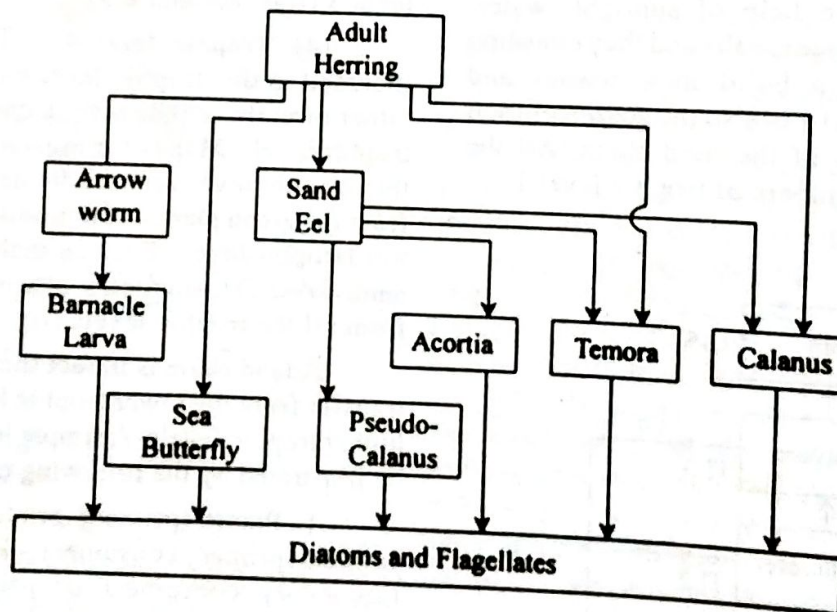 Adult
Herring
Arrow
worm
Sand
Eel
Barnacle
Larva
Acortia
Temora
Calanus
Sea
Butterfly
Pseudo-
Calanus
Diatoms and Flagellates